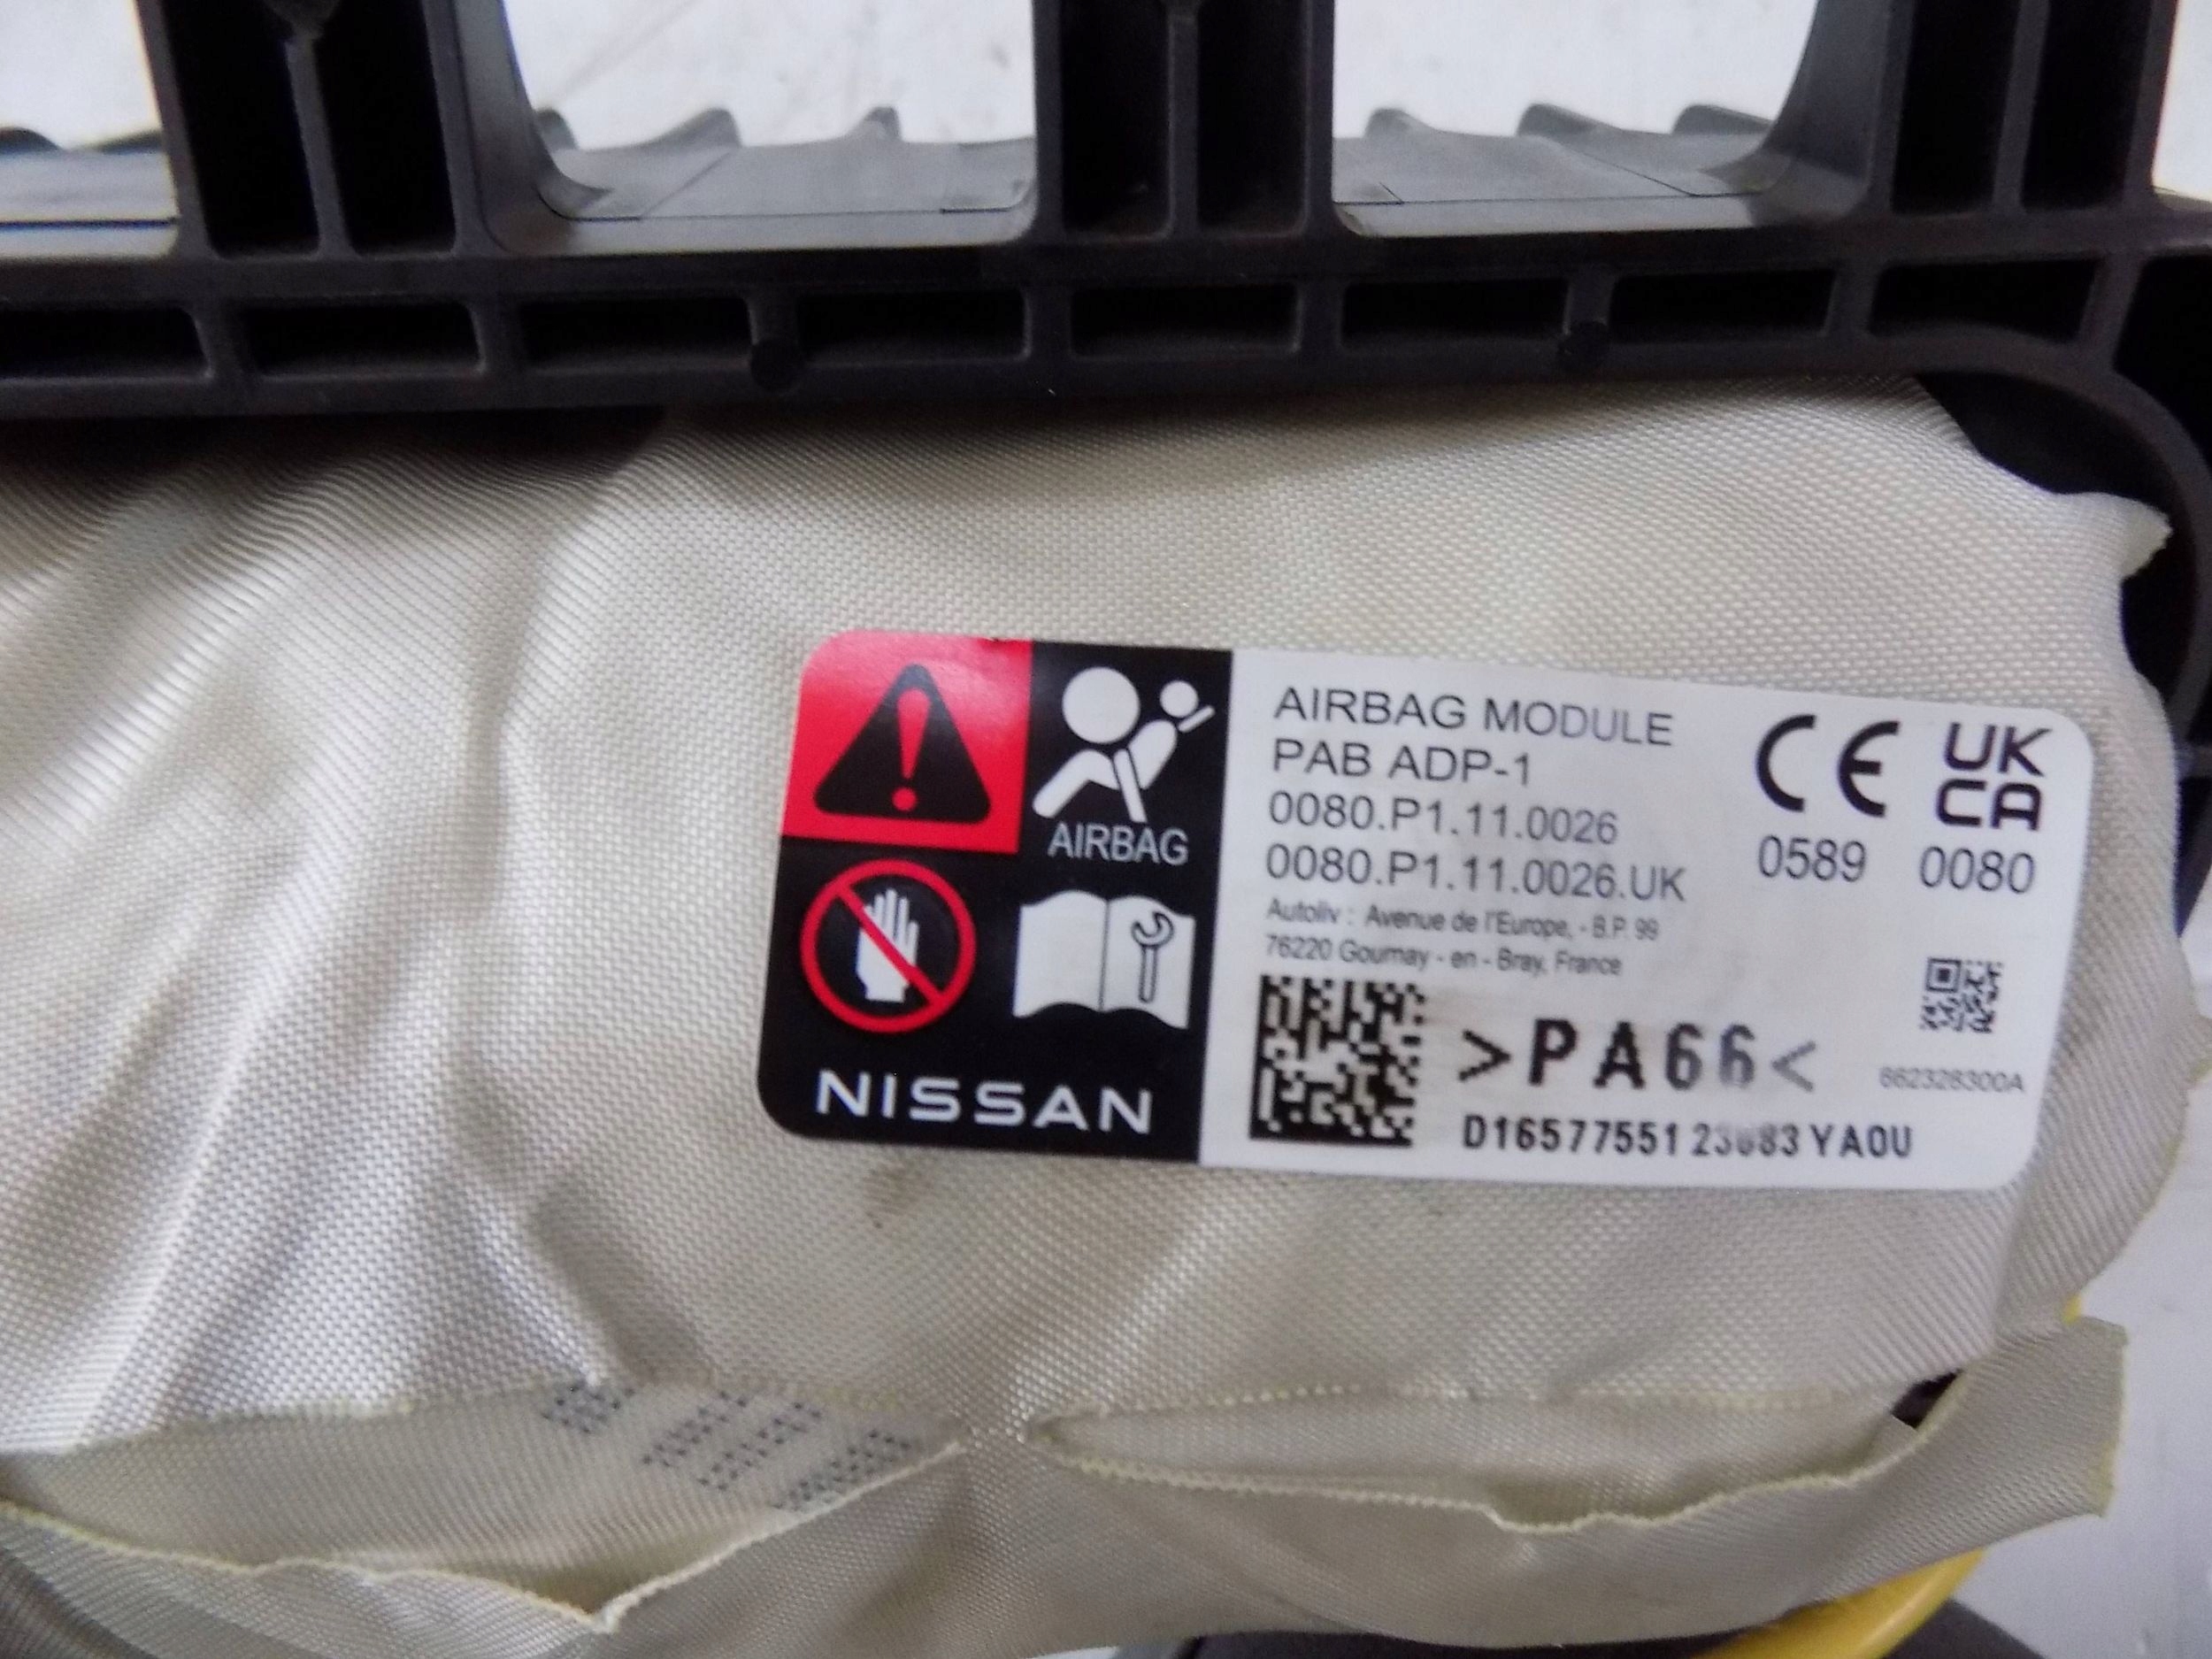 AIRBAG
NISSAN
AIRBAG MODULE
PAB ADP-1
0080.P1.11.0026
0080.P1.11.0026.UK
Autoliv : Avenue de l'Europe, - B.P. 99
76220 Gournay - en - Bray, France
CE
0589
UK
CA
0080
>PA66<
662328300A
YA0U